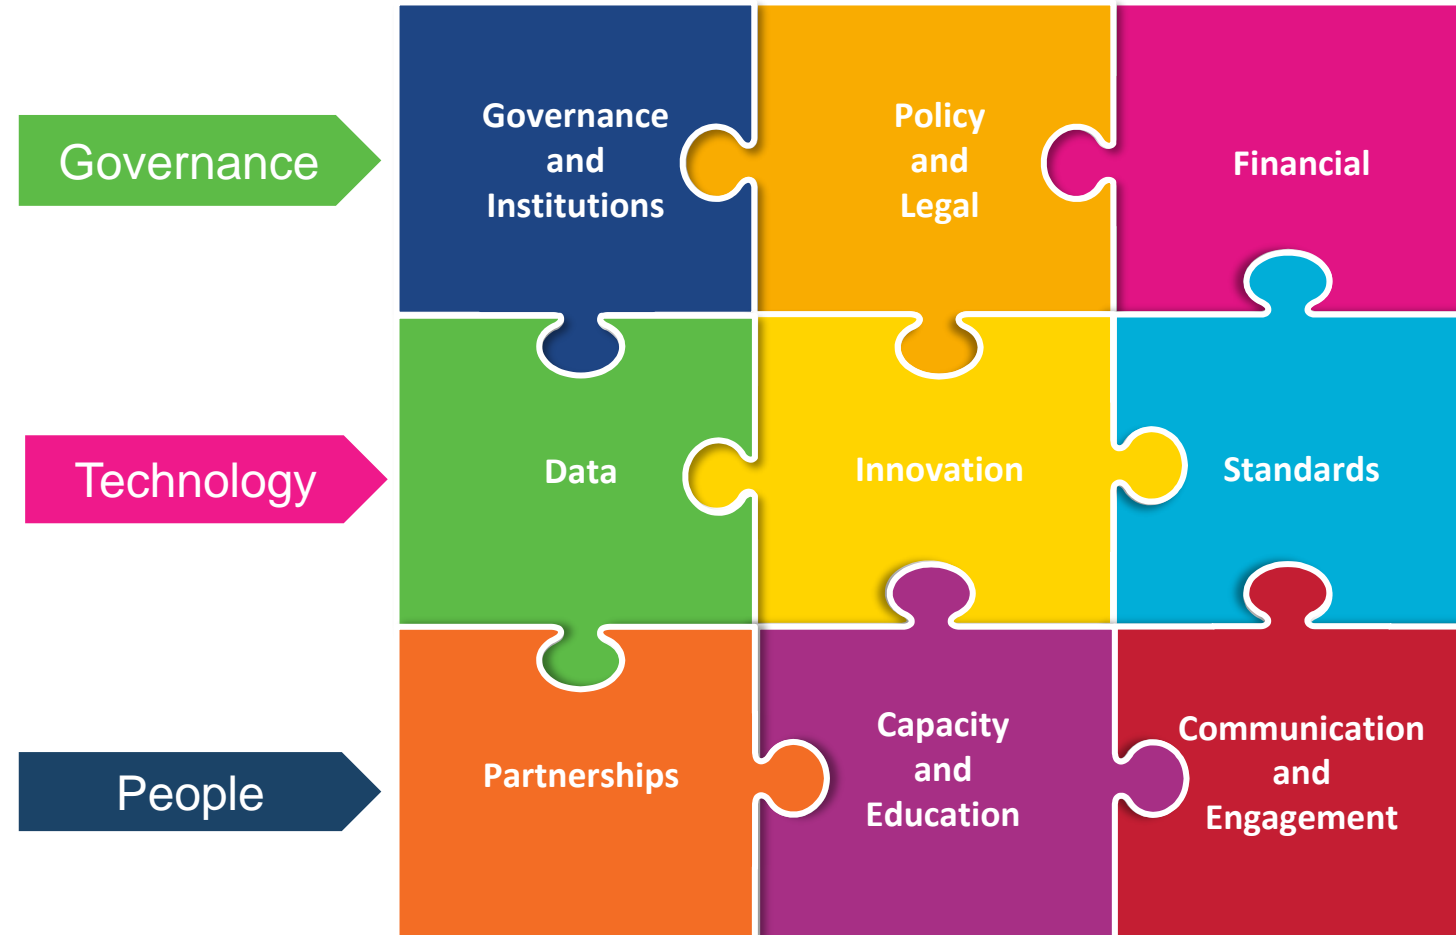 Governance
Governance
and
Institutions
Policy
and
Legal
Financial
Technology
Data
Innovation
Standards
People
Partnerships
Capacity
and
Education
Communication
and
Engagement